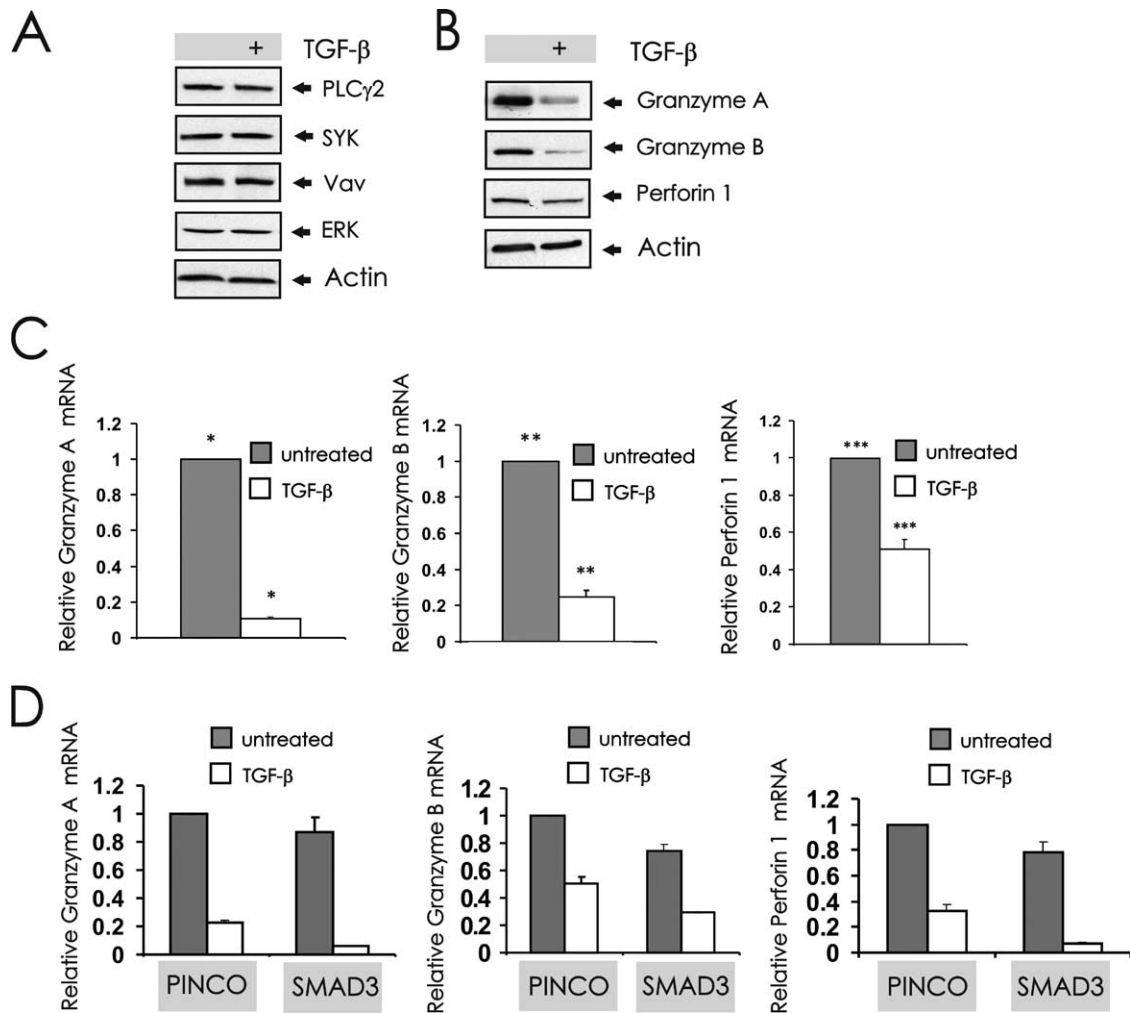 A
+ TGF-β
PLCγ2
SYK
Vav
ERK
Actin
B
+ TGF-β
Granzyme A
Granzyme B
Perforin 1
Actin
C
Relative Granzyme A mRNA
1.2
1
0.8
0.6
0.4
0.2
0
*
*
untreated
TGF-β
Relative Granzyme B mRNA
1.2
1
0.8
0.6
0.4
0.2
0
**
**
untreated
TGF-β
Relative Perforin 1 mRNA
1.2
1
0.8
0.6
0.4
0.2
0
***
***
untreated
TGF-β
D
untreated
TGF-β
Relative Granzyme A mRNA
1.2
1
0.8
0.6
0.4
0.2
0
PINCO SMAD3
untreated
TGF-β
Relative Granzyme B mRNA
1.2
1
0.8
0.6
0.4
0.2
0
PINCO SMAD3
untreated
TGF-β
Relative Perforin 1 mRNA
1.2
1
0.8
0.6
0.4
0.2
0
PINCO SMAD3